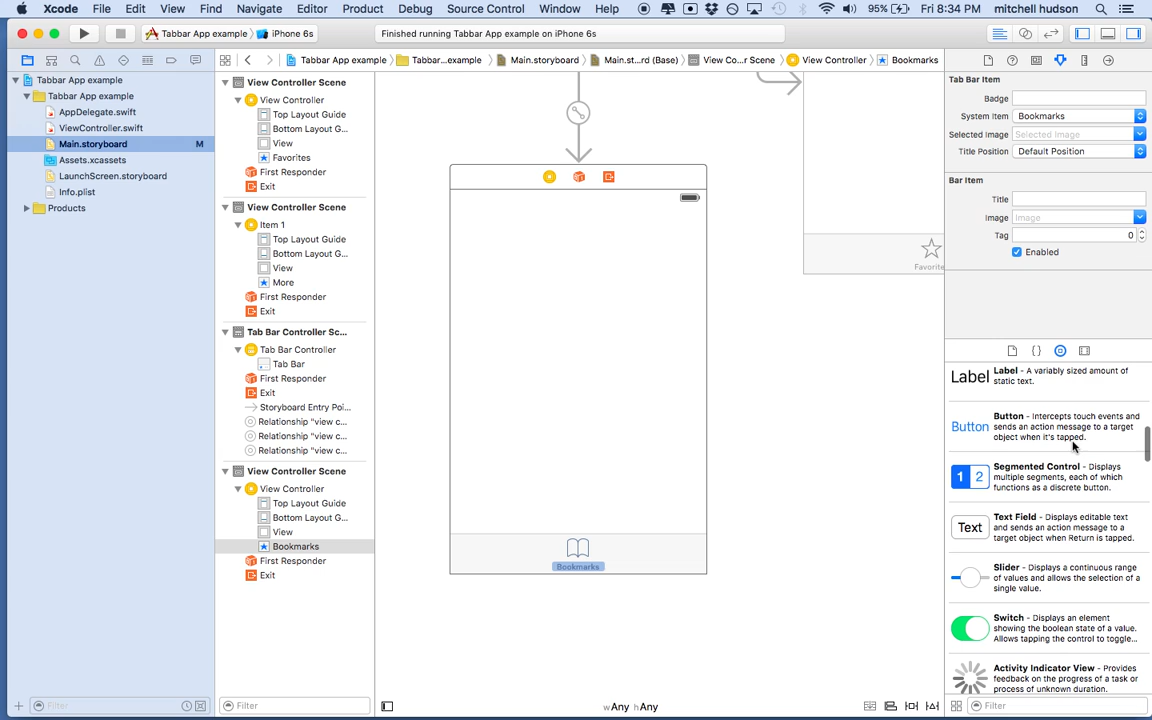 Xcode File Edit View Find Navigate Editor Product Debug Source Control Window Help 95% Fri 8:34 PM mitchell hudson
Tabbar App example iPhone 6s Finished running Tabbar App example on iPhone 6s
Tabbar App example Tabbar...example Main.storyboard Main.st...rd (Base) View Co...r Scene View Controller Bookmarks
Tabbar App example
Tabbar App example
AppDelegate.swift
ViewController.swift
Main.storyboard M
Assets.xcassets
LaunchScreen.storyboard
Info.plist
Products
Filter
View Controller Scene
View Controller
Top Layout Guide
Bottom Layout G...
View
Favorites
First Responder
Exit
View Controller Scene
Item 1
Top Layout Guide
Bottom Layout G...
View
More
First Responder
Exit
Tab Bar Controller Sc...
Tab Bar Controller
Tab Bar
First Responder
Exit
Storyboard Entry Poi...
Relationship "view c...
Relationship "view c...
Relationship "view c...
View Controller Scene
View Controller
Top Layout Guide
Bottom Layout G...
View
Bookmarks
First Responder
Exit
Filter
Favorite
Bookmarks
wAny hAny
Tab Bar Item
Badge
System Item Bookmarks
Selected Image Selected Image
Title Position Default Position
Bar Item
Title
Image Image
Tag 0
Enabled
Label Label - A variably sized amount of
static text.
Button Button - Intercepts touch events and
sends an action message to a target
object when it's tapped.
1 2 Segmented Control - Displays
multiple segments, each of which
functions as a discrete button.
Text Text Field - Displays editable text
and sends an action message to a
target object when Return is tapped.
Slider - Displays a continuous range
of values and allows the selection of a
single value.
Switch - Displays an element
showing the boolean state of a value.
Allows tapping the control to toggle...
Activity Indicator View - Provides
feedback on the progress of a task or
process of unknown duration.
Filter